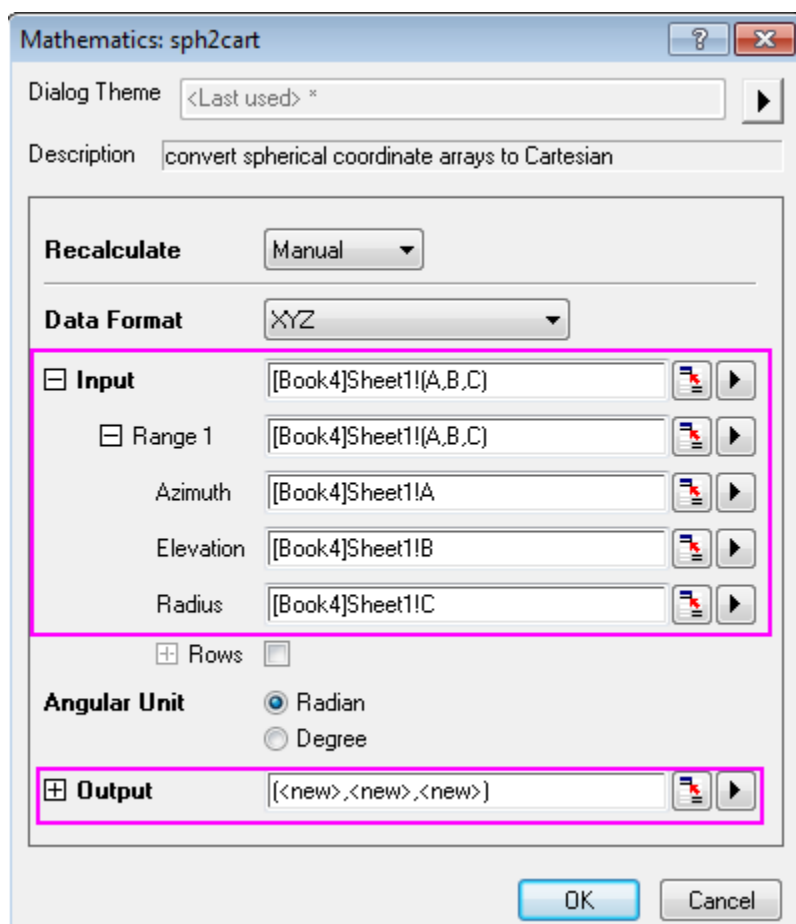 Mathematics: sph2cart
Dialog Theme <Last used> *
Description convert spherical coordinate arrays to Cartesian
Recalculate Manual
Data Format XYZ
Input [Book4]Sheet1!(A,B,C)
Range 1 [Book4]Sheet1!(A,B,C)
Azimuth [Book4]Sheet1!A
Elevation [Book4]Sheet1!B
Radius [Book4]Sheet1!C
Rows
Angular Unit Radian
Degree
Output (<new>,<new>,<new>)
OK Cancel